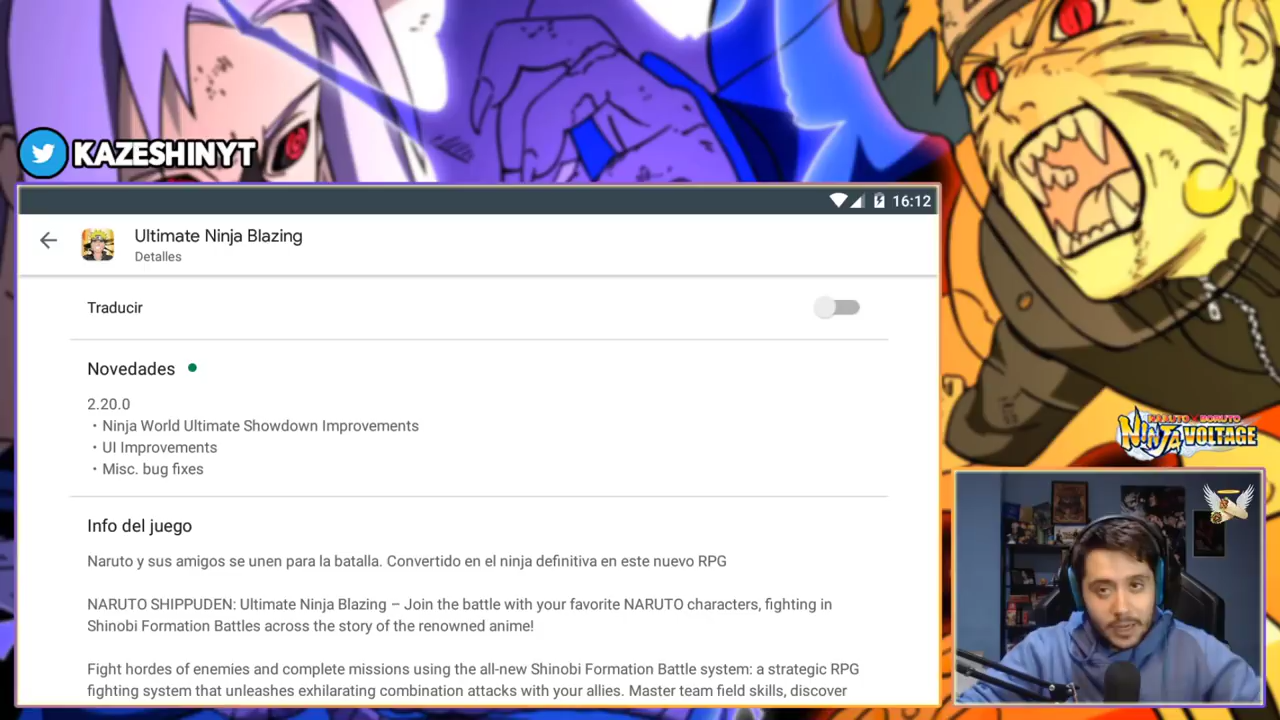 KAZESHINYT
16:12
Ultimate Ninja Blazing
Detalles
Traducir
Novedades
2.20.0
・Ninja World Ultimate Showdown Improvements
・UI Improvements
・Misc. bug fixes
Info del juego
Naruto y sus amigos se unen para la batalla. Convertido en el ninja definitiva en este nuevo RPG
NARUTO SHIPPUDEN: Ultimate Ninja Blazing – Join the battle with your favorite NARUTO characters, fighting in
Shinobi Formation Battles across the story of the renowned anime!
Fight hordes of enemies and complete missions using the all-new Shinobi Formation Battle system: a strategic RPG
fighting system that unleashes exhilarating combination attacks with your allies. Master team field skills, discover
NARUTO X BORUTO
NINJA VOLTAGE